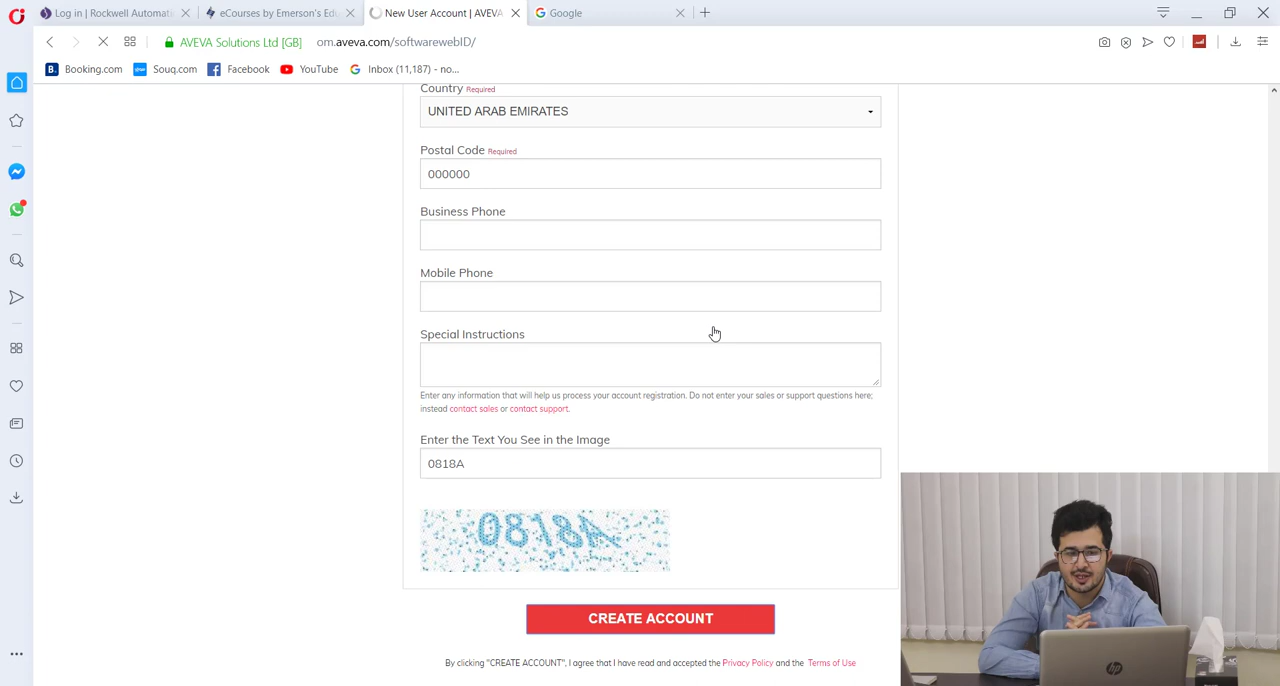 Log in | Rockwell Automati
eCourses by Emerson's Edu
New User Account | AVEVA
Google
AVEVA Solutions Ltd [GB]
om.aveva.com/softwarewebID/
Booking.com
Souq.com
Facebook
YouTube
Inbox (11,187) - no...
Country Required
UNITED ARAB EMIRATES
Postal Code Required
000000
Business Phone
Mobile Phone
Special Instructions
Enter any information that will help us process your account registration. Do not enter your sales or support questions here;
instead contact sales or contact support.
Enter the Text You See in the Image
0818A
0818A
CREATE ACCOUNT
By clicking "CREATE ACCOUNT", I agree that I have read and accepted the Privacy Policy and the Terms of Use
hp